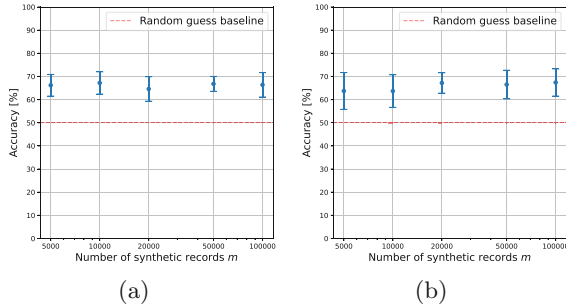 100
90
80
70
60
50
40
30
20
10
0
Accuracy [%]
Random guess baseline
5000 10000 20000 50000 100000
Number of synthetic records m
(a)
100
90
80
70
60
50
40
30
20
10
0
Accuracy [%]
Random guess baseline
5000 10000 20000 50000 100000
Number of synthetic records m
(b)